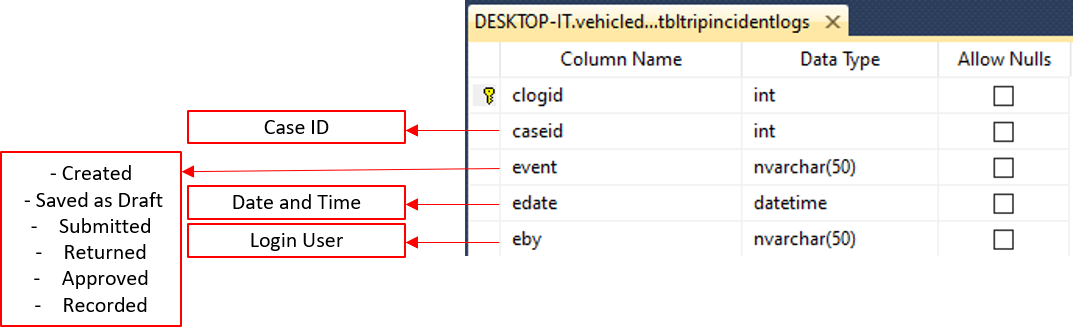 DESKTOP-IT.vehicled...tbltripincidentlogs
Column Name Data Type Allow Nulls
clogid int
Case ID caseid int
- Created event nvarchar(50)
- Saved as Draft
Date and Time edate datetime
- Submitted
Login User eby nvarchar(50)
- Returned
- Approved
- Recorded